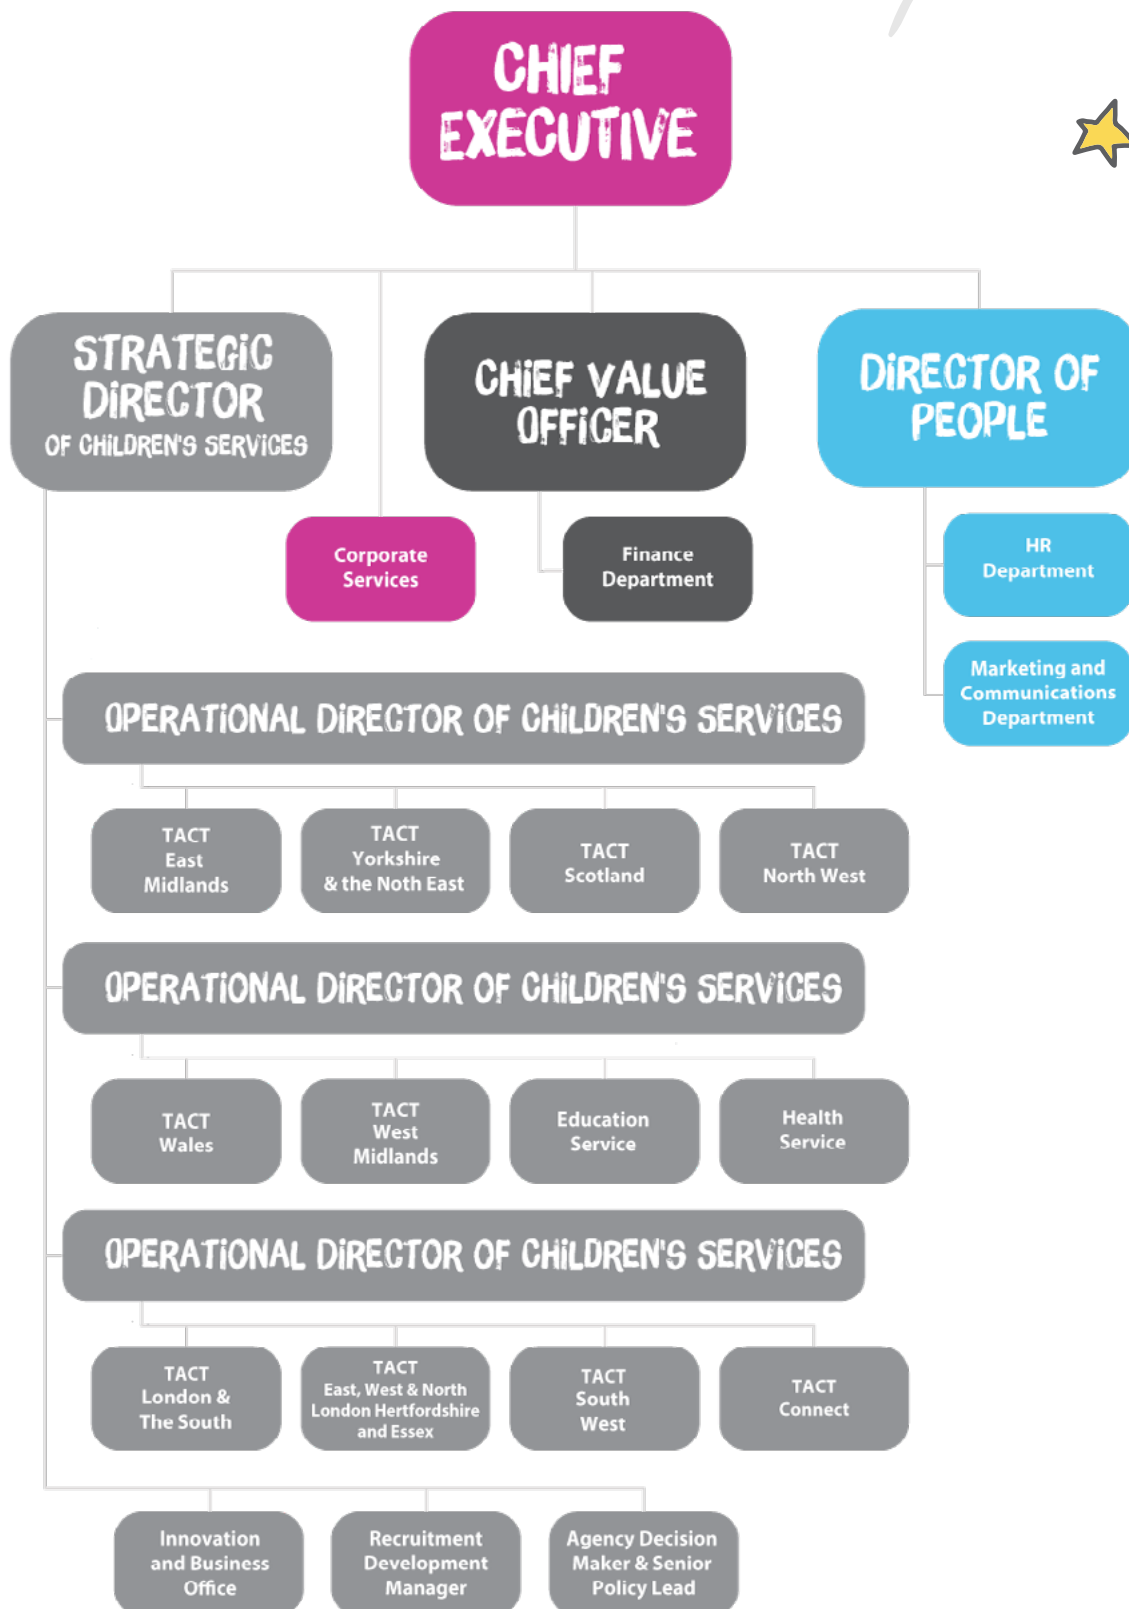 CHIEF
EXECUTIVE
STRATEGIC
DIRECTOR
OF CHILDREN'S SERVICES
CHIEF VALUE
OFFICER
DIRECTOR OF
PEOPLE
Corporate
Services
Finance
Department
HR
Department
Marketing and
Communications
Department
OPERATIONAL DIRECTOR OF CHILDREN'S SERVICES
TACT
East
Midlands
TACT
Yorkshire
& the Noth East
TACT
Scotland
TACT
North West
OPERATIONAL DIRECTOR OF CHILDREN'S SERVICES
TACT
Wales
TACT
West
Midlands
Education
Service
Health
Service
OPERATIONAL DIRECTOR OF CHILDREN'S SERVICES
TACT
London &
The South
TACT
East, West & North
London Hertfordshire
and Essex
TACT
South
West
TACT
Connect
Innovation
and Business
Office
Recruitment
Development
Manager
Agency Decision
Maker & Senior
Policy Lead